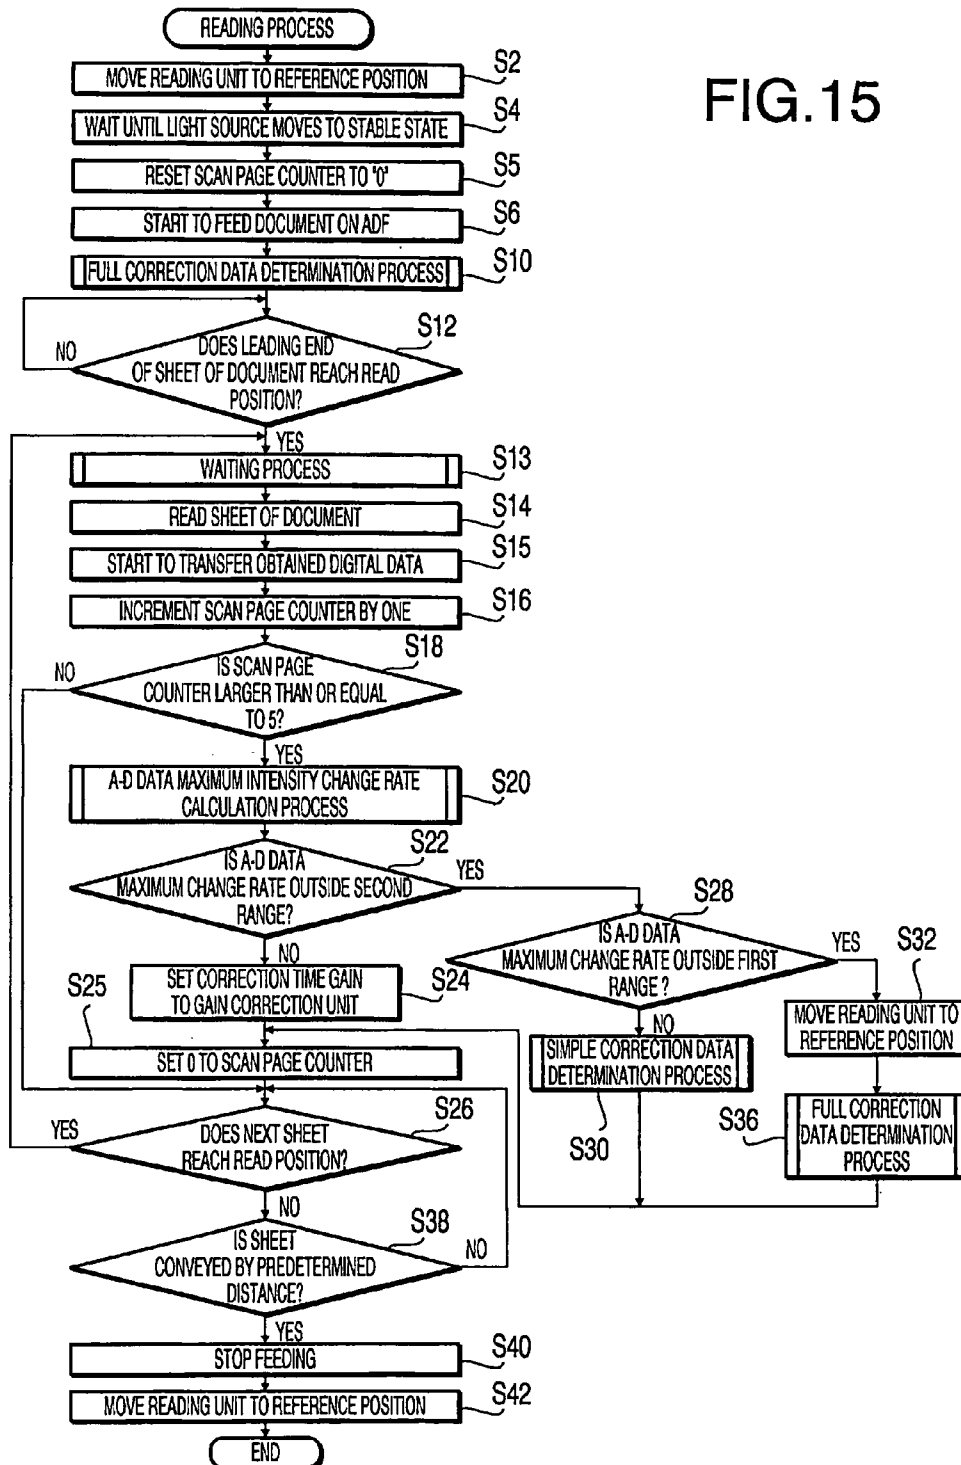 READING PROCESS
FIG.15
S2
MOVE READING UNIT TO REFERENCE POSITION
S4
WAIT UNTIL LIGHT SOURCE MOVES TO STABLE STATE
S5
RESET SCAN PAGE COUNTER TO "0"
S6
START TO FEED DOCUMENT ON ADF
S10
FULL CORRECTION DATA DETERMINATION PROCESS
S12
NO
DOES LEADING END
OF SHEET OF DOCUMENT REACH READ
POSITION?
YES
S13
WAITING PROCESS
S14
READ SHEET OF DOCUMENT
S15
START TO TRANSFER OBTAINED DIGITAL DATA
S16
INCREMENT SCAN PAGE COUNTER BY ONE
S18
NO
IS SCAN PAGE
COUNTER LARGER THAN OR EQUAL
TO 5?
YES
S20
A-D DATA MAXIMUM INTENSITY CHANGE RATE
CALCULATION PROCESS
S22
YES
IS A-D DATA
MAXIMUM CHANGE RATE OUTSIDE SECOND
RANGE?
NO
S28
YES
IS A-D DATA
MAXIMUM CHANGE RATE OUTSIDE FIRST
RANGE ?
NO
S32
MOVE READING UNIT TO
REFERENCE POSITION
S24
SET CORRECTION TIME GAIN
TO GAIN CORRECTION UNIT
S25
SET 0 TO SCAN PAGE COUNTER
SIMPLE CORRECTION DATA
DETERMINATION PROCESS
S30
S36
FULL CORRECTION
DATA DETERMINATION
PROCESS
S26
YES
DOES NEXT SHEET
REACH READ POSITION?
NO
S38
NO
IS SHEET
CONVEYED BY PREDETERMINED
DISTANCE?
YES
S40
STOP FEEDING
S42
MOVE READING UNIT TO REFERENCE POSITION
END